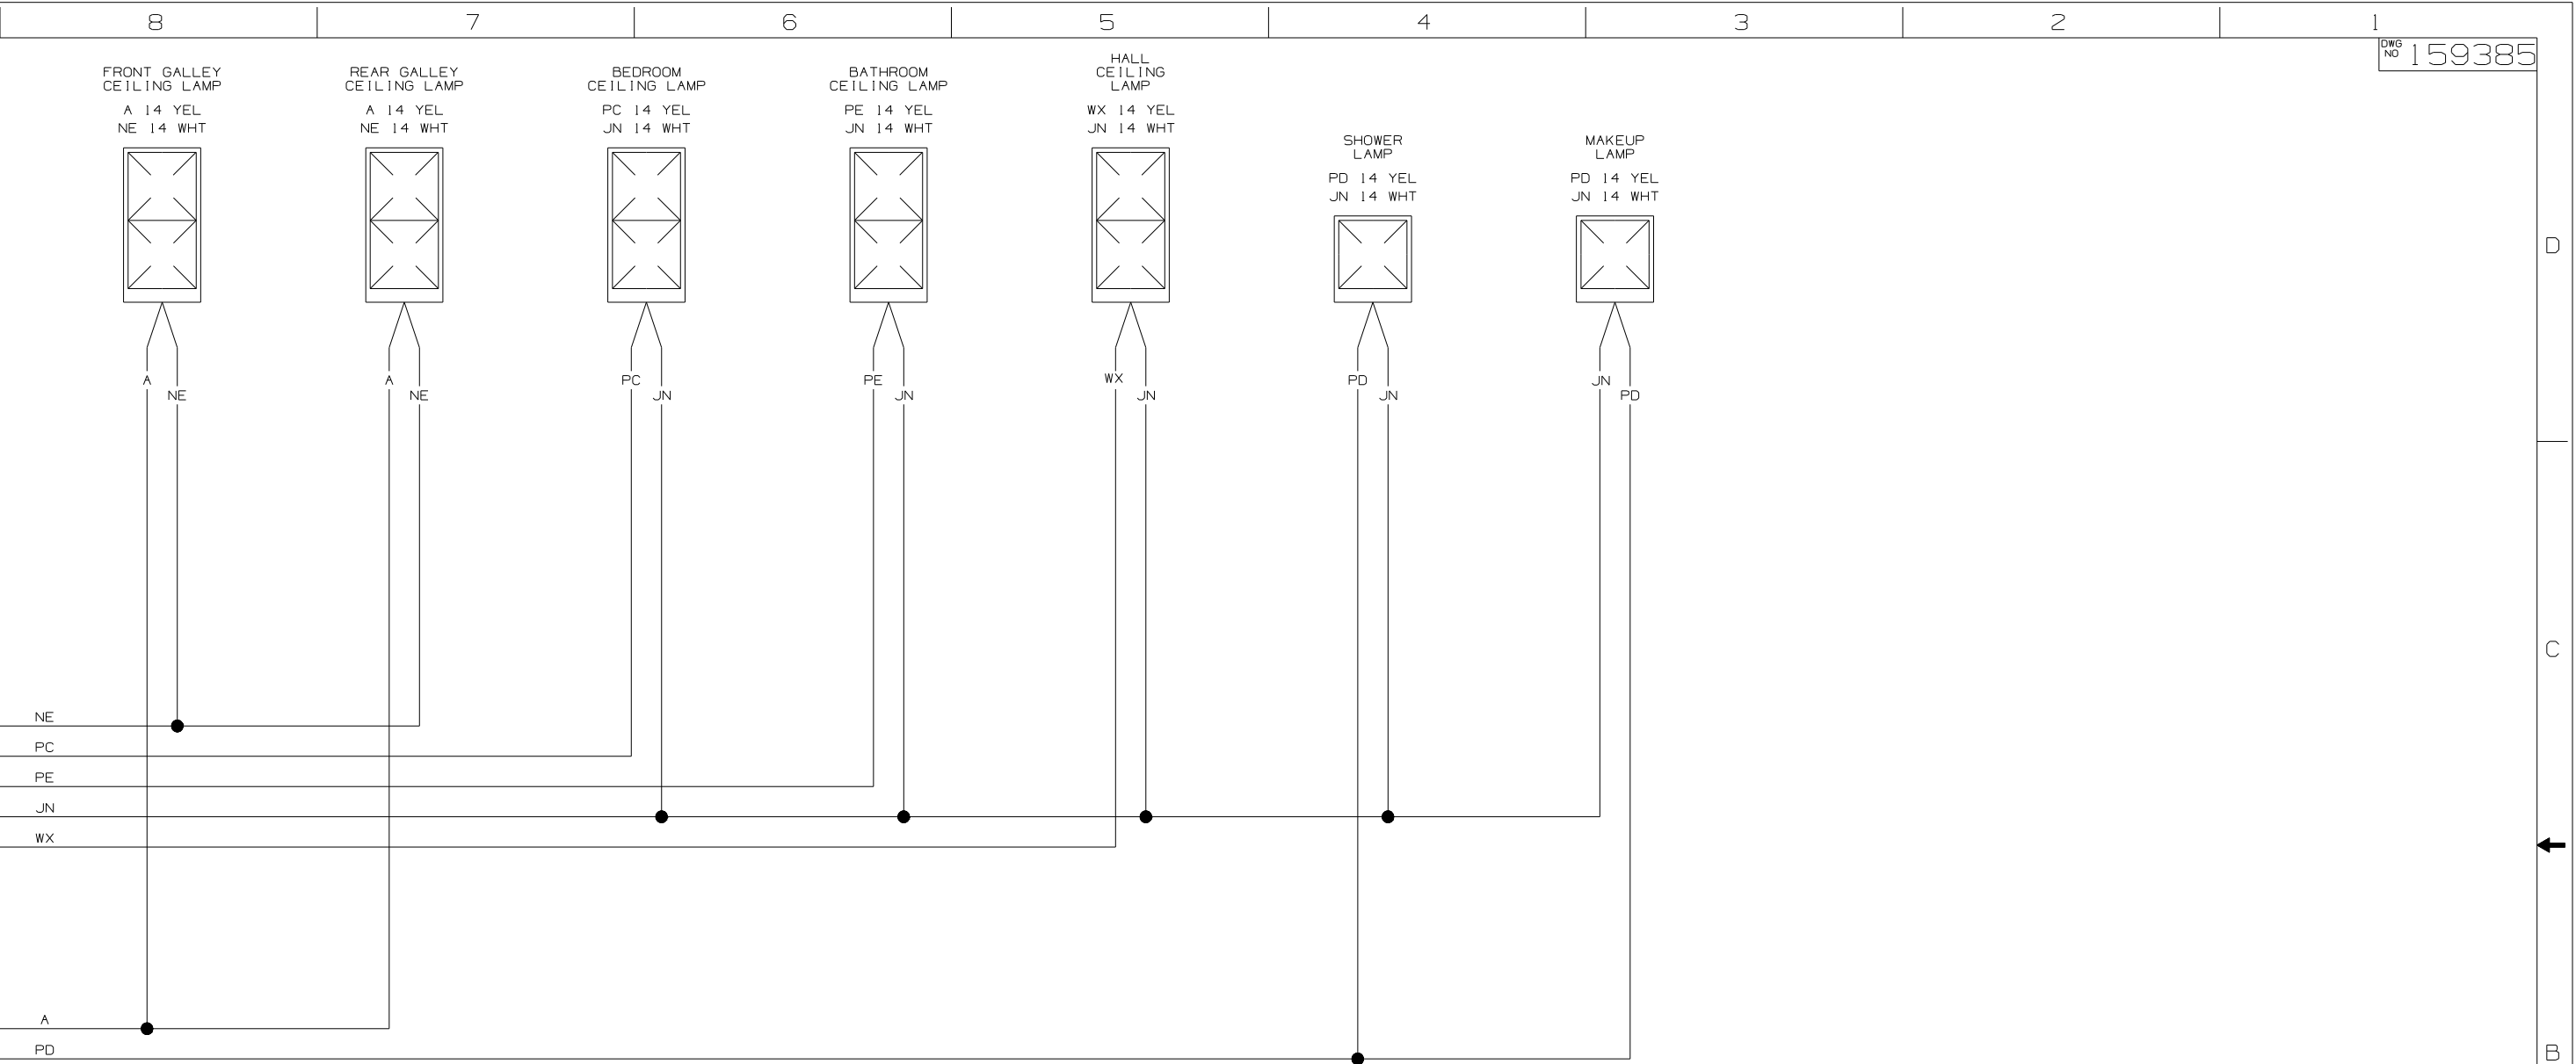 8 7 6 5 4 3 2 1
DWG
NO 159385
FRONT GALLEY
CEILING LAMP
A 14 YEL
NE 14 WHT
REAR GALLEY
CEILING LAMP
A 14 YEL
NE 14 WHT
BEDROOM
CEILING LAMP
PC 14 YEL
JN 14 WHT
BATHROOM
CEILING LAMP
PE 14 YEL
JN 14 WHT
HALL
CEILING
LAMP
WX 14 YEL
JN 14 WHT
SHOWER
LAMP
PD 14 YEL
JN 14 WHT
MAKEUP
LAMP
PD 14 YEL
JN 14 WHT
D
A
NE
A
NE
PC
JN
PE
JN
WX
JN
PD
JN
JN
PD
C
NE
PC
PE
JN
WX
A
PD
B